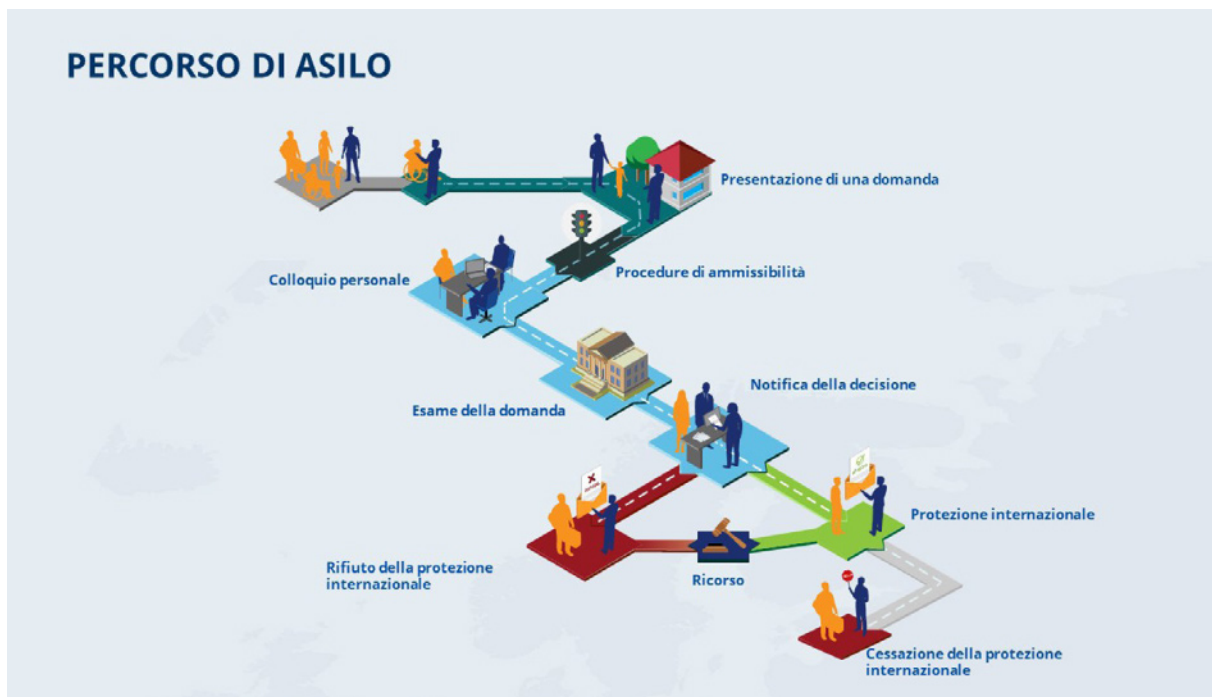 PERCORSO DI ASILO
Presentazione di una domanda
Procedure di ammissibilità
Colloquio personale
Notifica della decisione
Esame della domanda
Protezione internazionale
Rifiuto della protezione
internazionale
Ricorso
Cessazione della protezione
internazionale